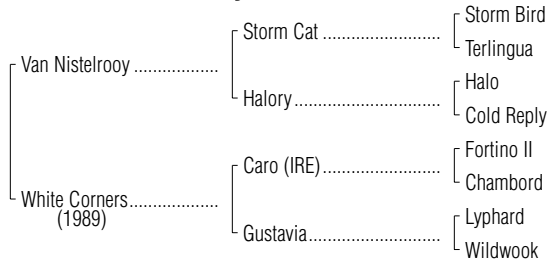 Storm Bird
Storm Cat ........................
Terlingua
Van Nistelrooy ..................
Halo
Halory ..............................
Cold Reply
Fortino II
Caro (IRE) ........................
Chambord
White Corners ...................
(1989)
Lyphard
Gustavia ...........................
Wildwook